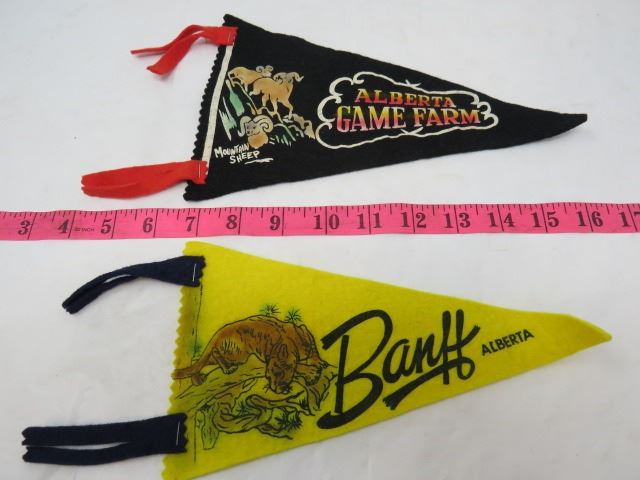 ALBERTA
GAME FARM
MOUNTAIN
SHEEP
3 4 5 6 7 8 9 10 11 12 13 14 15 16 17
Banff ALBERTA